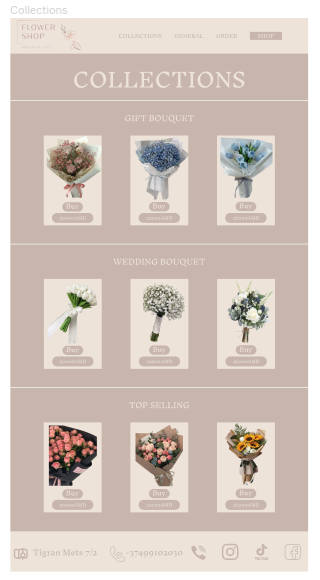 Collections
FLOWER
SHOP
COLLECTIONS GENERAL ORDER SHOP
COLLECTIONS
GIFT BOUQUET
Buy Buy Buy
WEDDING BOUQUET
Buy Buy Buy
TOP SELLING
Buy Buy Buy
Tigran Mets 7/2 -37499102030
TikTok